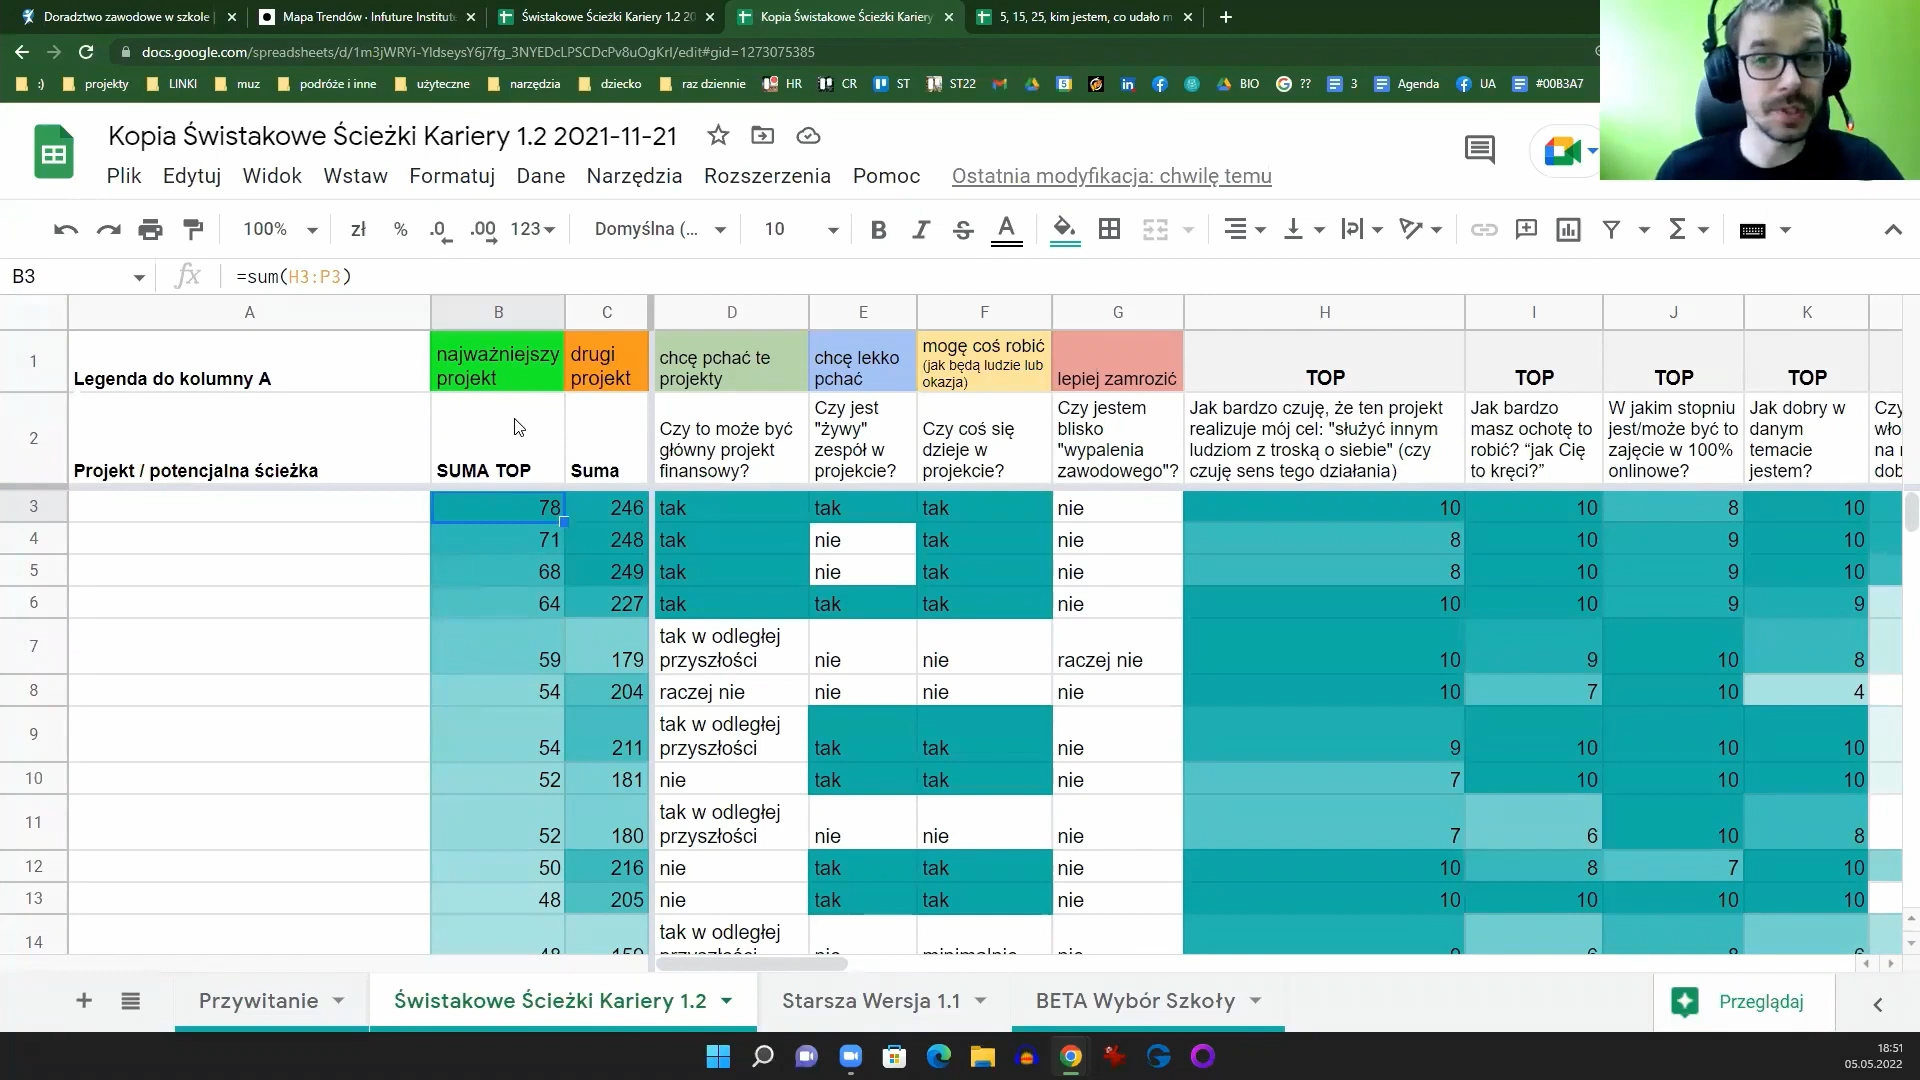 Doradztwo zawodowe w szkole
Mapa Trendów · Infuture Institute
Świstakowe Ścieżki Kariery 1.2 20
Kopia Świstakowe Ścieżki Kariery
5, 15, 25, kim jestem, co udało m
docs.google.com/spreadsheets/d/1m3jWRYi-YldseysY6j7fg_3NYEDcLPSCDcPv8uOgKrI/edit#gid=1273075385
:) projekty LINKI muz podróże i inne użyteczne narzędzia dziecko raz dziennie HR CR ST ST22 BIO ?? 3 Agenda UA #00B3A7
Kopia Świstakowe Ścieżki Kariery 1.2 2021-11-21
Plik Edytuj Widok Wstaw Formatuj Dane Narzędzia Rozszerzenia Pomoc Ostatnia modyfikacja: chwilę temu
100% zł % .0 .00 123 Domyślna (... 10 B I S A Σ
B3 fx =sum(H3:P3)
A B C D E F G H I J K
1
Legenda do kolumny A
najważniejszy
projekt
drugi
projekt
chcę pchać te
projekty
chcę lekko
pchać
mogę coś robić
(jak będą ludzie lub
okazja)
lepiej zamrozić
TOP TOP TOP TOP
2
Projekt / potencjalna ścieżka
SUMA TOP
Suma
Czy to może być
główny projekt
finansowy?
Czy jest
"żywy"
zespół w
projekcie?
Czy coś się
dzieje w
projekcie?
Czy jestem
blisko
"wypalenia
zawodowego"?
Jak bardzo czuję, że ten projekt
realizuje mój cel: "służyć innym
ludziom z troską o siebie" (czy
czuję sens tego działania)
Jak bardzo
masz ochotę to
robić? “jak Cię
to kręci?”
W jakim stopniu
jest/może być to
zajęcie w 100%
onlinowe?
Jak dobry w
danym
temacie
jestem?
Czy
wło
na
dob
3 78 246 tak tak tak nie 10 10 8 10
4 71 248 tak nie tak nie 8 10 9 10
5 68 249 tak nie tak nie 8 10 9 10
6 64 227 tak tak tak nie 10 10 9 9
7 59 179 tak w odległej
przyszłości nie nie raczej nie 10 9 10 8
8 54 204 raczej nie nie nie nie 10 7 10 4
9 54 211 tak w odległej
przyszłości tak tak nie 9 10 10 10
10 52 181 nie tak tak nie 7 10 10 10
11 52 180 tak w odległej
przyszłości nie nie nie 7 6 10 8
12 50 216 nie tak tak nie 10 8 7 10
13 48 205 nie tak tak nie 10 10 10 10
14 tak w odległej
Przywitanie Świstakowe Ścieżki Kariery 1.2 Starsza Wersja 1.1 BETA Wybór Szkoły Przeglądaj
18:51
05.05.2022